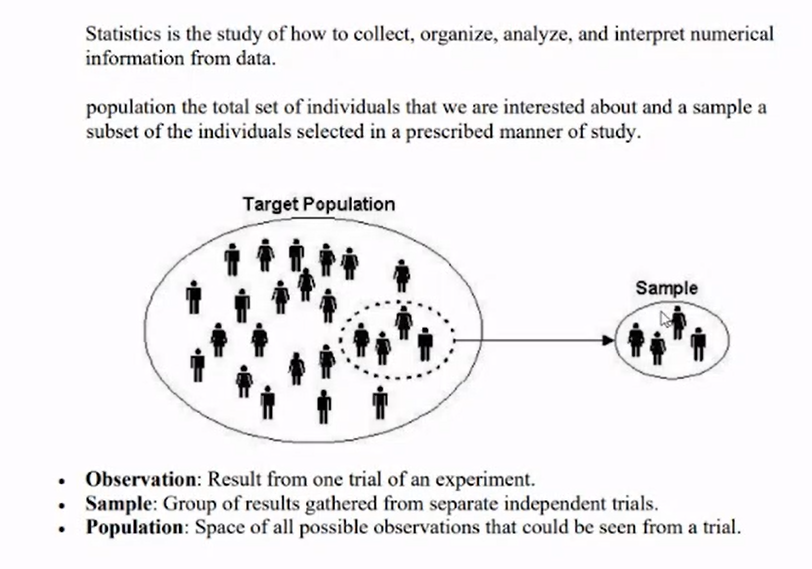 Statistics is the study of how to collect, organize, analyze, and interpret numerical
information from data.
population the total set of individuals that we are interested about and a sample a
subset of the individuals selected in a prescribed manner of study.
Target Population
Sample
• Observation: Result from one trial of an experiment.
• Sample: Group of results gathered from separate independent trials.
• Population: Space of all possible observations that could be seen from a trial.